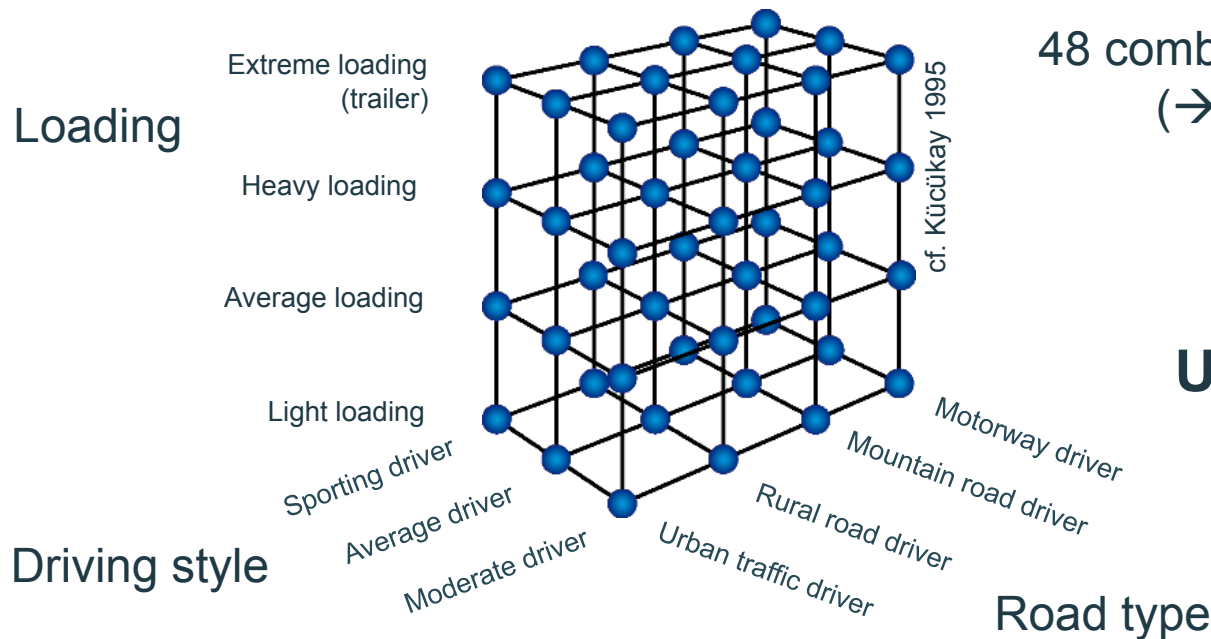 Loading
Extreme loading
(trailer)
Heavy loading
Average loading
Light loading
Driving style
Sporting driver
Average driver
Moderate driver
Urban traffic driver
Rural road driver
Mountain road driver
Motorway driver
Road type
cf. Kücükay 1995
48 comb
(→
U